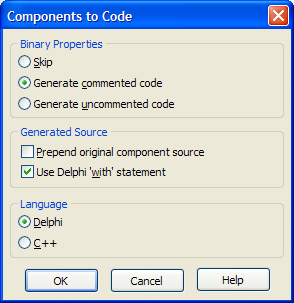 Components to Code
Binary Properties
Skip
Generate commented code
Generate uncommented code
Generated Source
Prepend original component source
Use Delphi 'with' statement
Language
Delphi
C++
OK Cancel Help